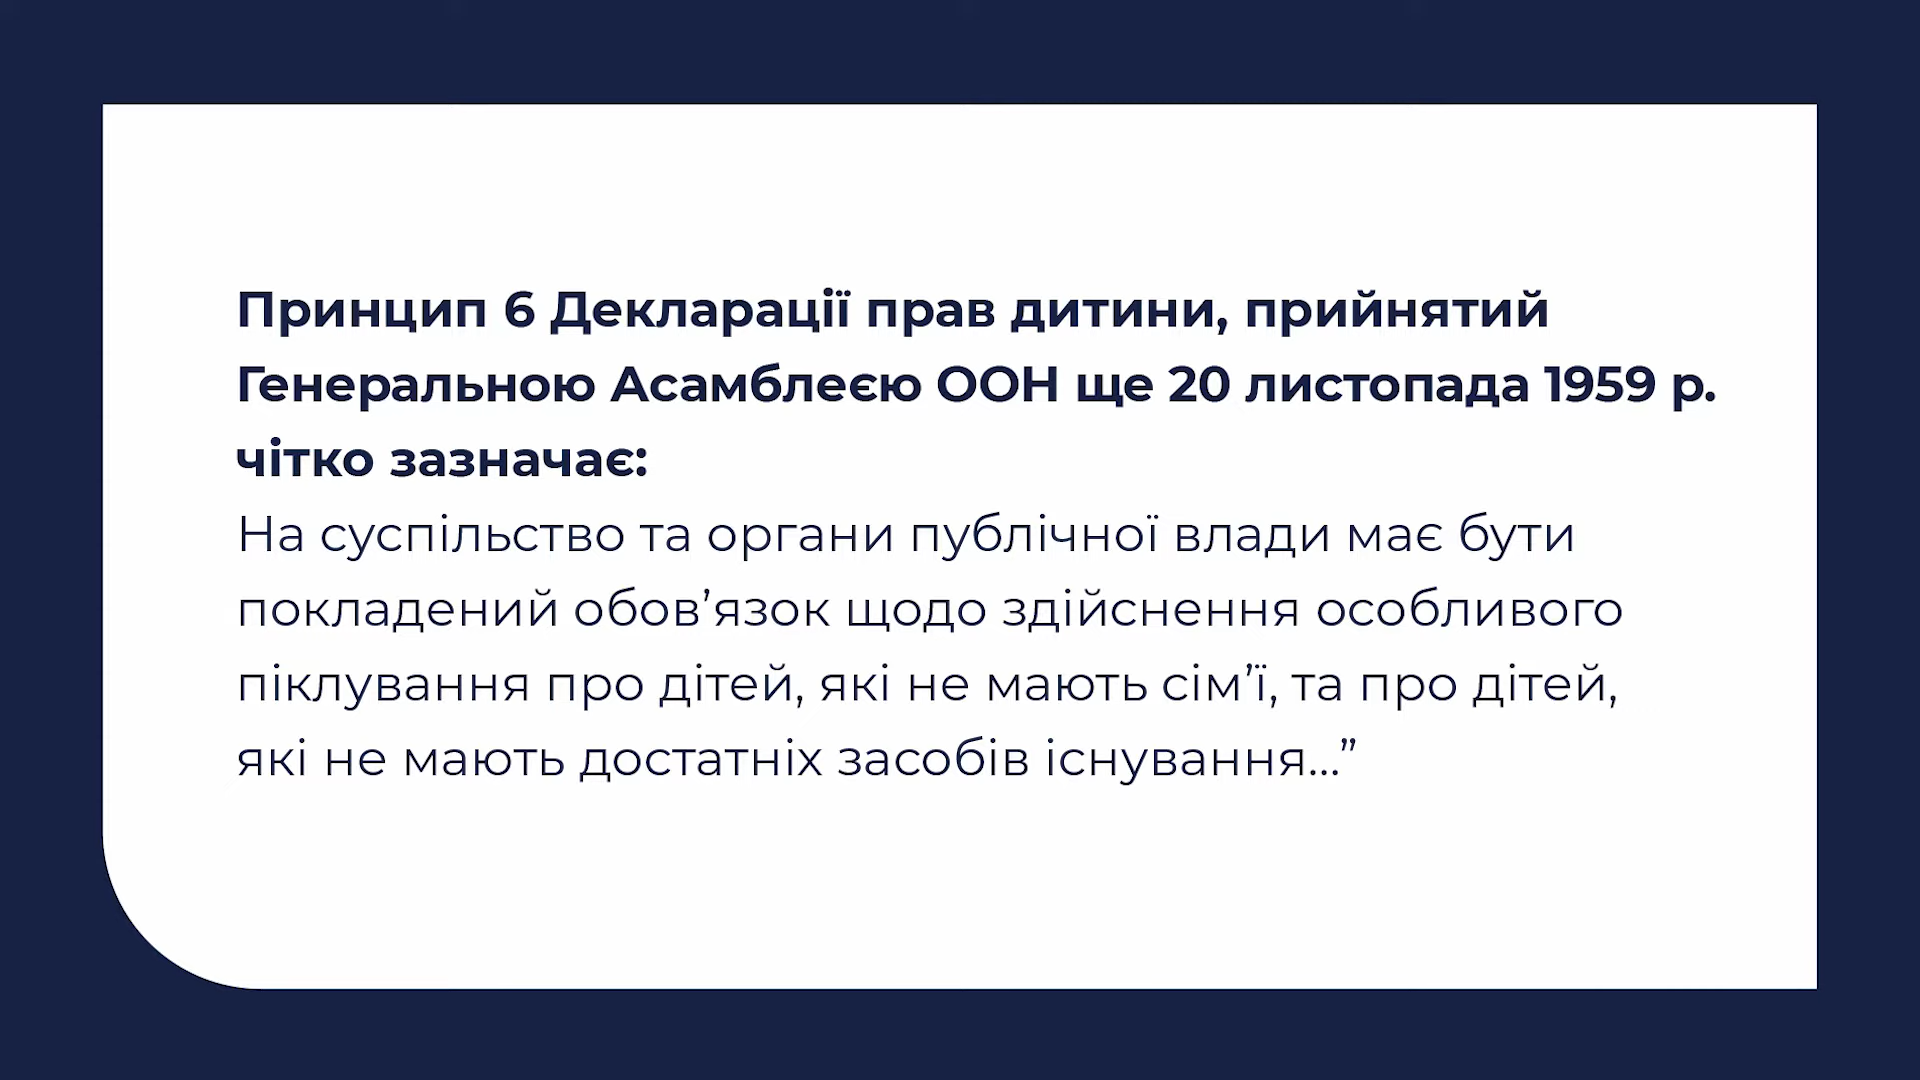 Принцип 6 Декларації прав дитини, прийнятий
Генеральною Асамблеєю ООН ще 20 листопада 1959 р.
чітко зазначає:
На суспільство та органи публічної влади має бути
покладений обов’язок щодо здійснення особливого
піклування про дітей, які не мають сім’ї, та про дітей,
які не мають достатніх засобів існування...”